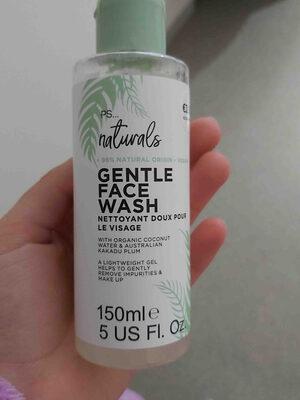 PS...
naturals
98% NATURAL ORIGIN • VEGAN
GENTLE
FACE
WASH
NETTOYANT DOUX POUR
LE VISAGE
WITH ORGANIC COCONUT
WATER & AUSTRALIAN
KAKADU PLUM
A LIGHTWEIGHT GEL
HELPS TO GENTLY
REMOVE IMPURITIES &
MAKE UP
150ml e
5 US Fl. Oz